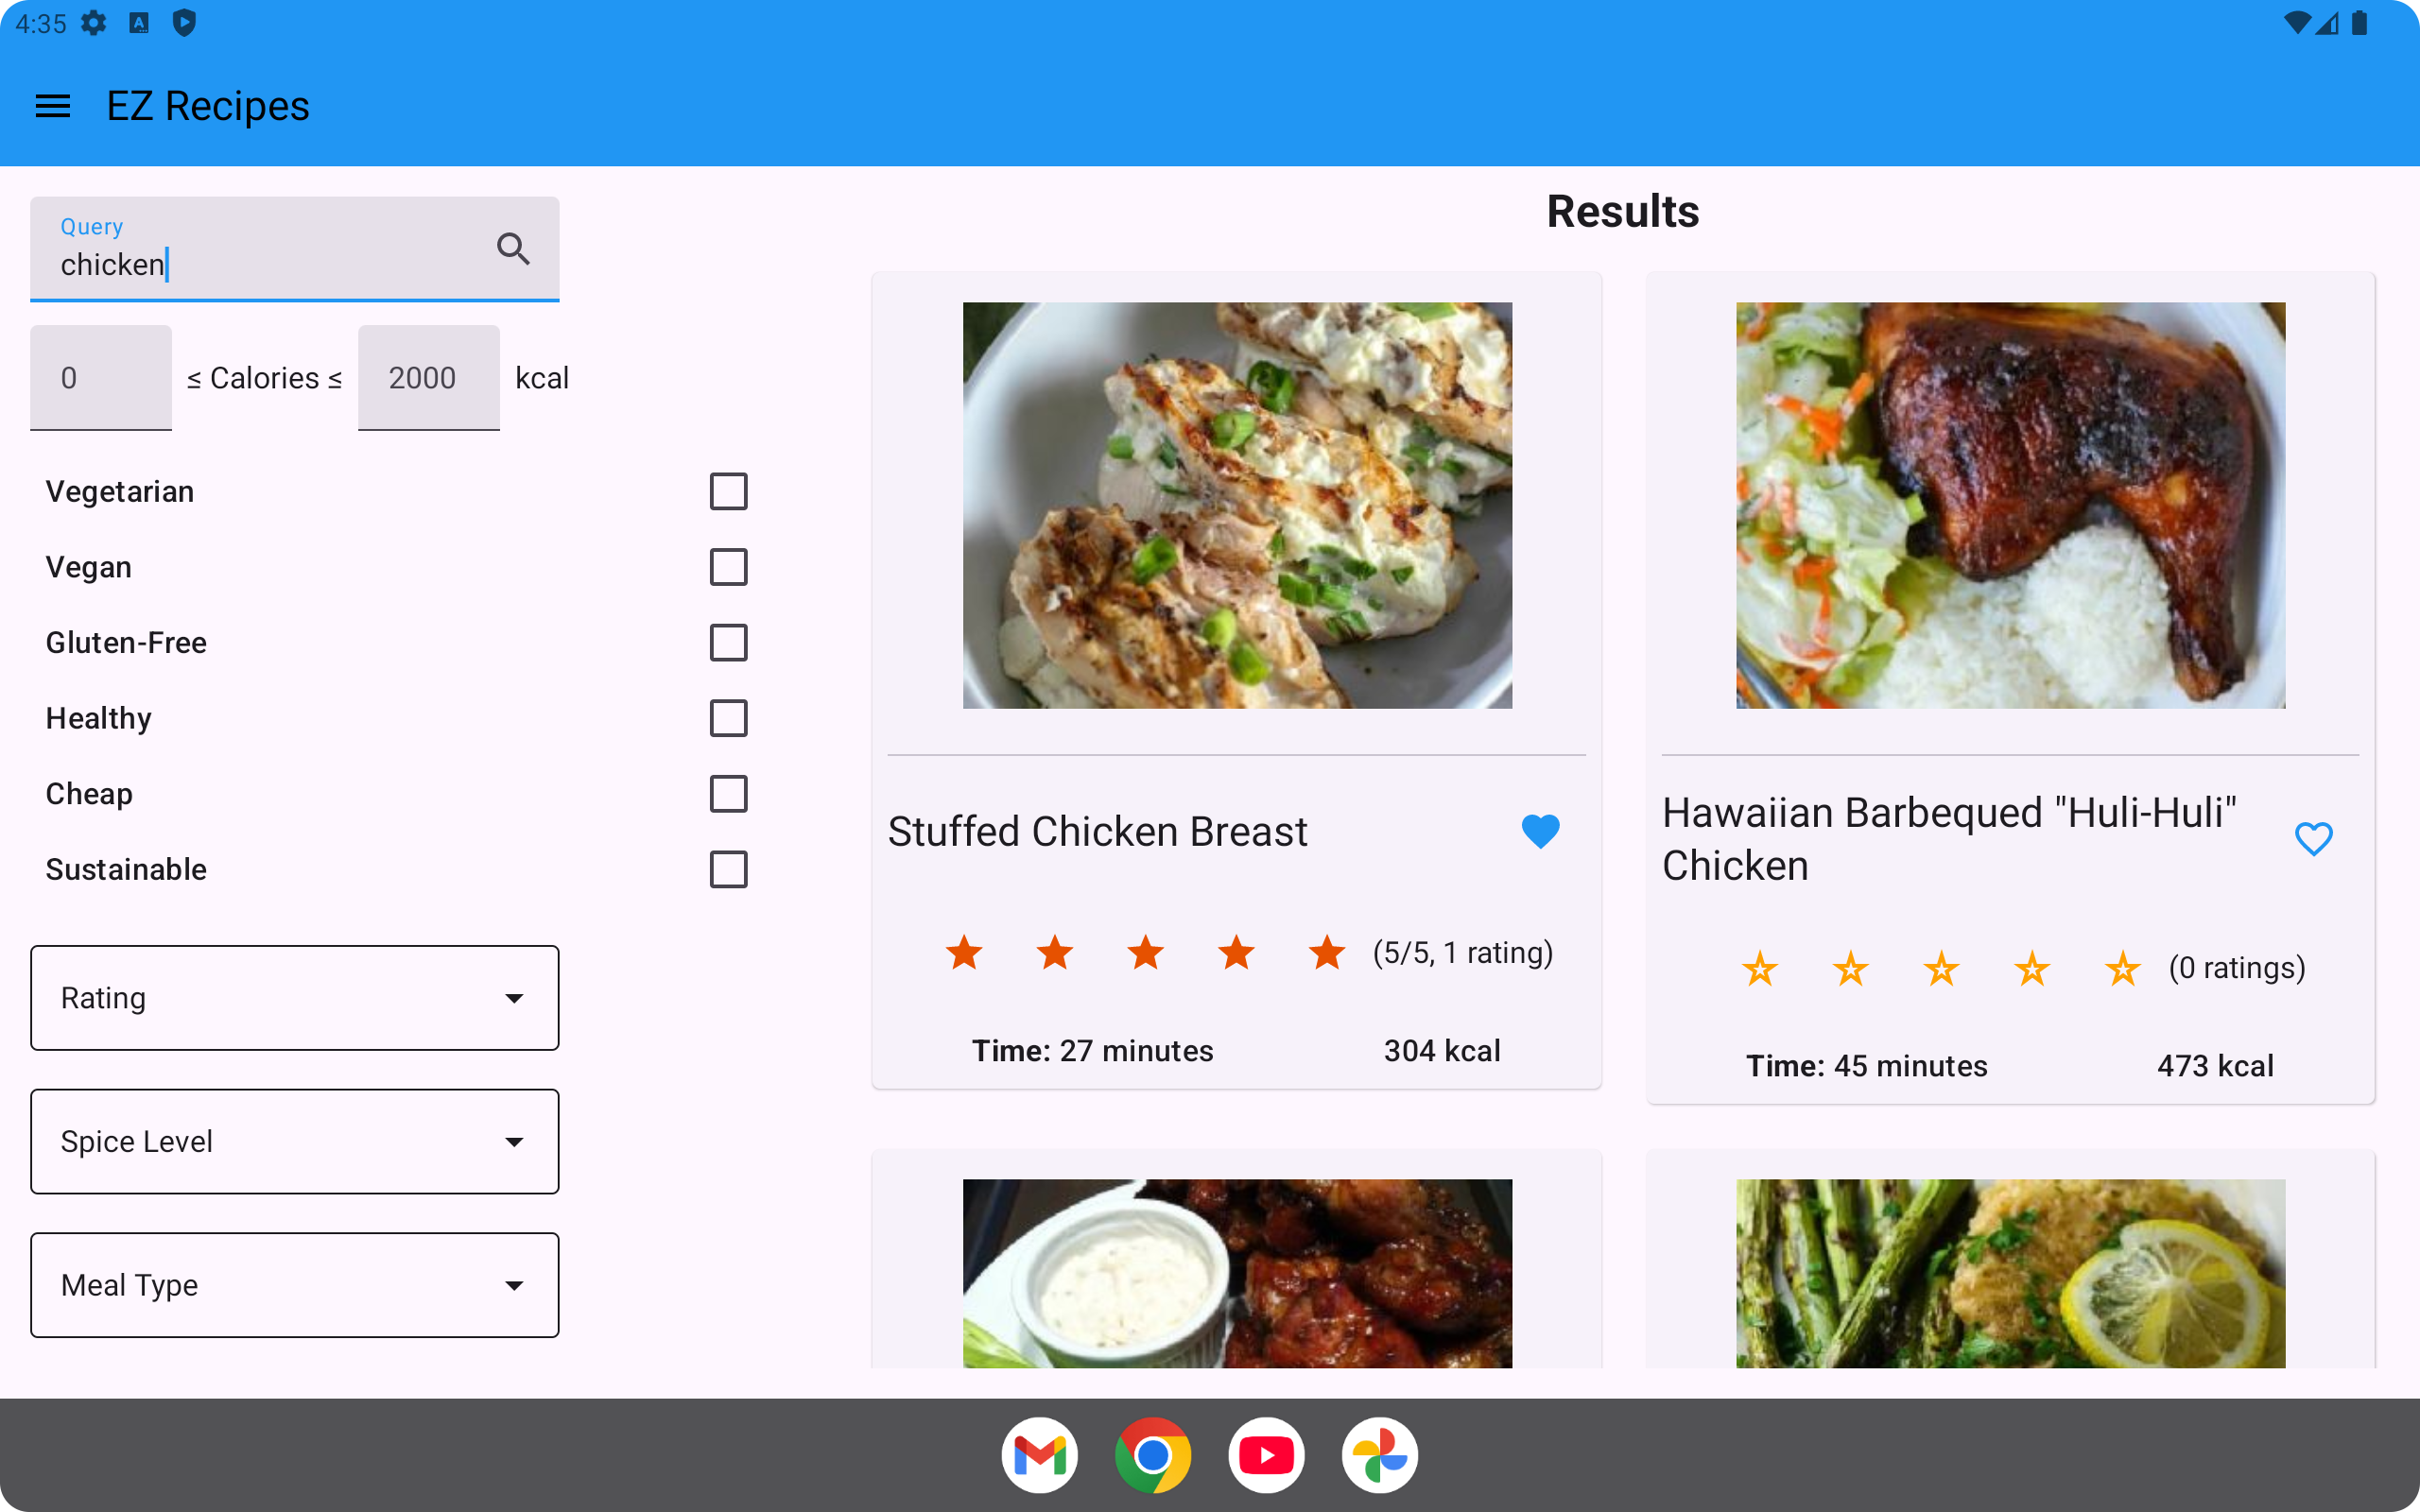 4:35
EZ Recipes
Query
chicken
0 ≤ Calories ≤ 2000 kcal
Vegetarian
Vegan
Gluten-Free
Healthy
Cheap
Sustainable
Rating
Spice Level
Meal Type
Results
Stuffed Chicken Breast
(5/5, 1 rating)
Time: 27 minutes 304 kcal
Hawaiian Barbequed "Huli-Huli"
Chicken
(0 ratings)
Time: 45 minutes 473 kcal